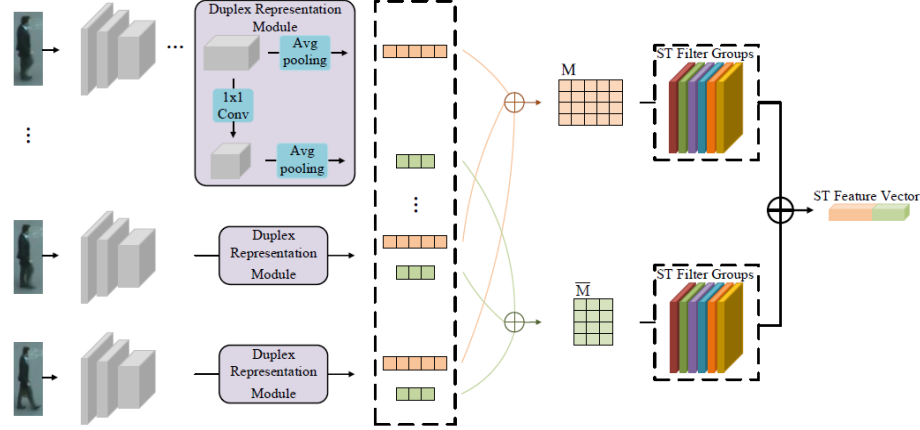 Duplex Representation
Module
Avg
pooling
1x1
Conv
Avg
pooling
M
ST Filter Groups
ST Feature Vector
Duplex
Representation
Module
M̅
ST Filter Groups
Duplex
Representation
Module